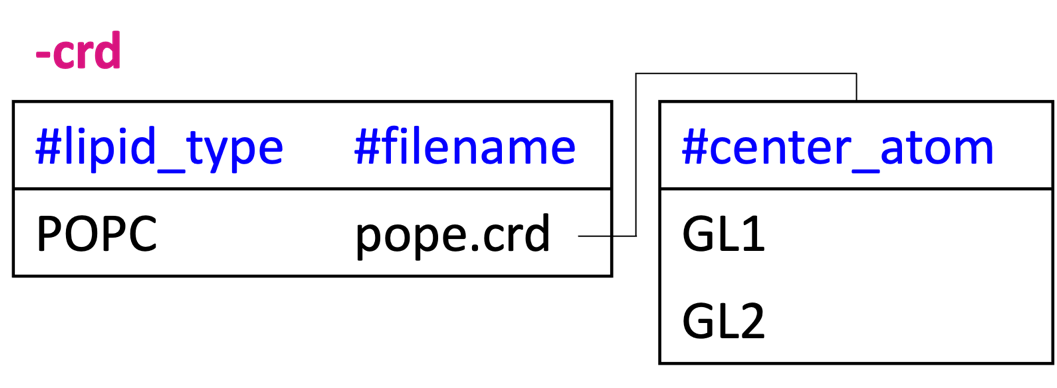 -crd
#lipid_type #filename
POPC pope.crd
#center_atom
GL1
GL2